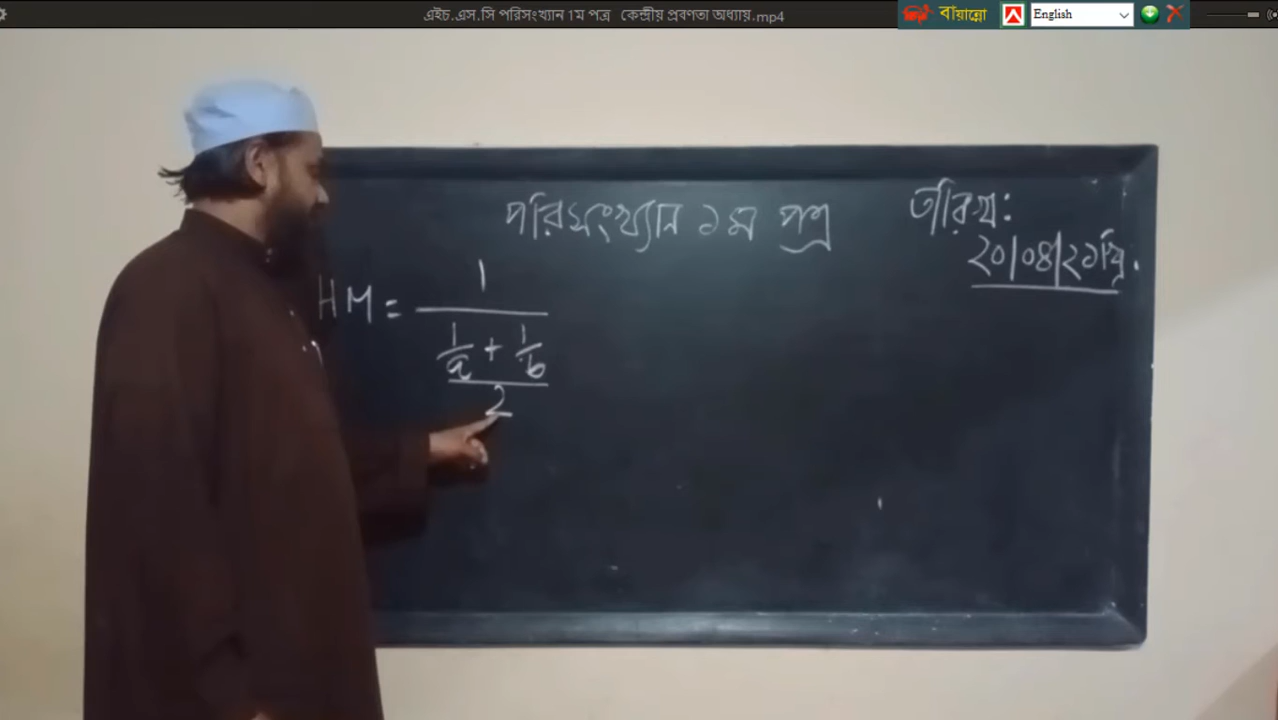 এইচ.এস.সি পরিসংখ্যান 1ম পত্র কেন্দ্রীয় প্রবণতা অধ্যায়.mp4
বায়ান্নো
English
পরিসংখ্যান ১ম পত্র
তারিখ:
২০/০৪/২১খ্রি.
HM = 1
1/a + 1/b
2